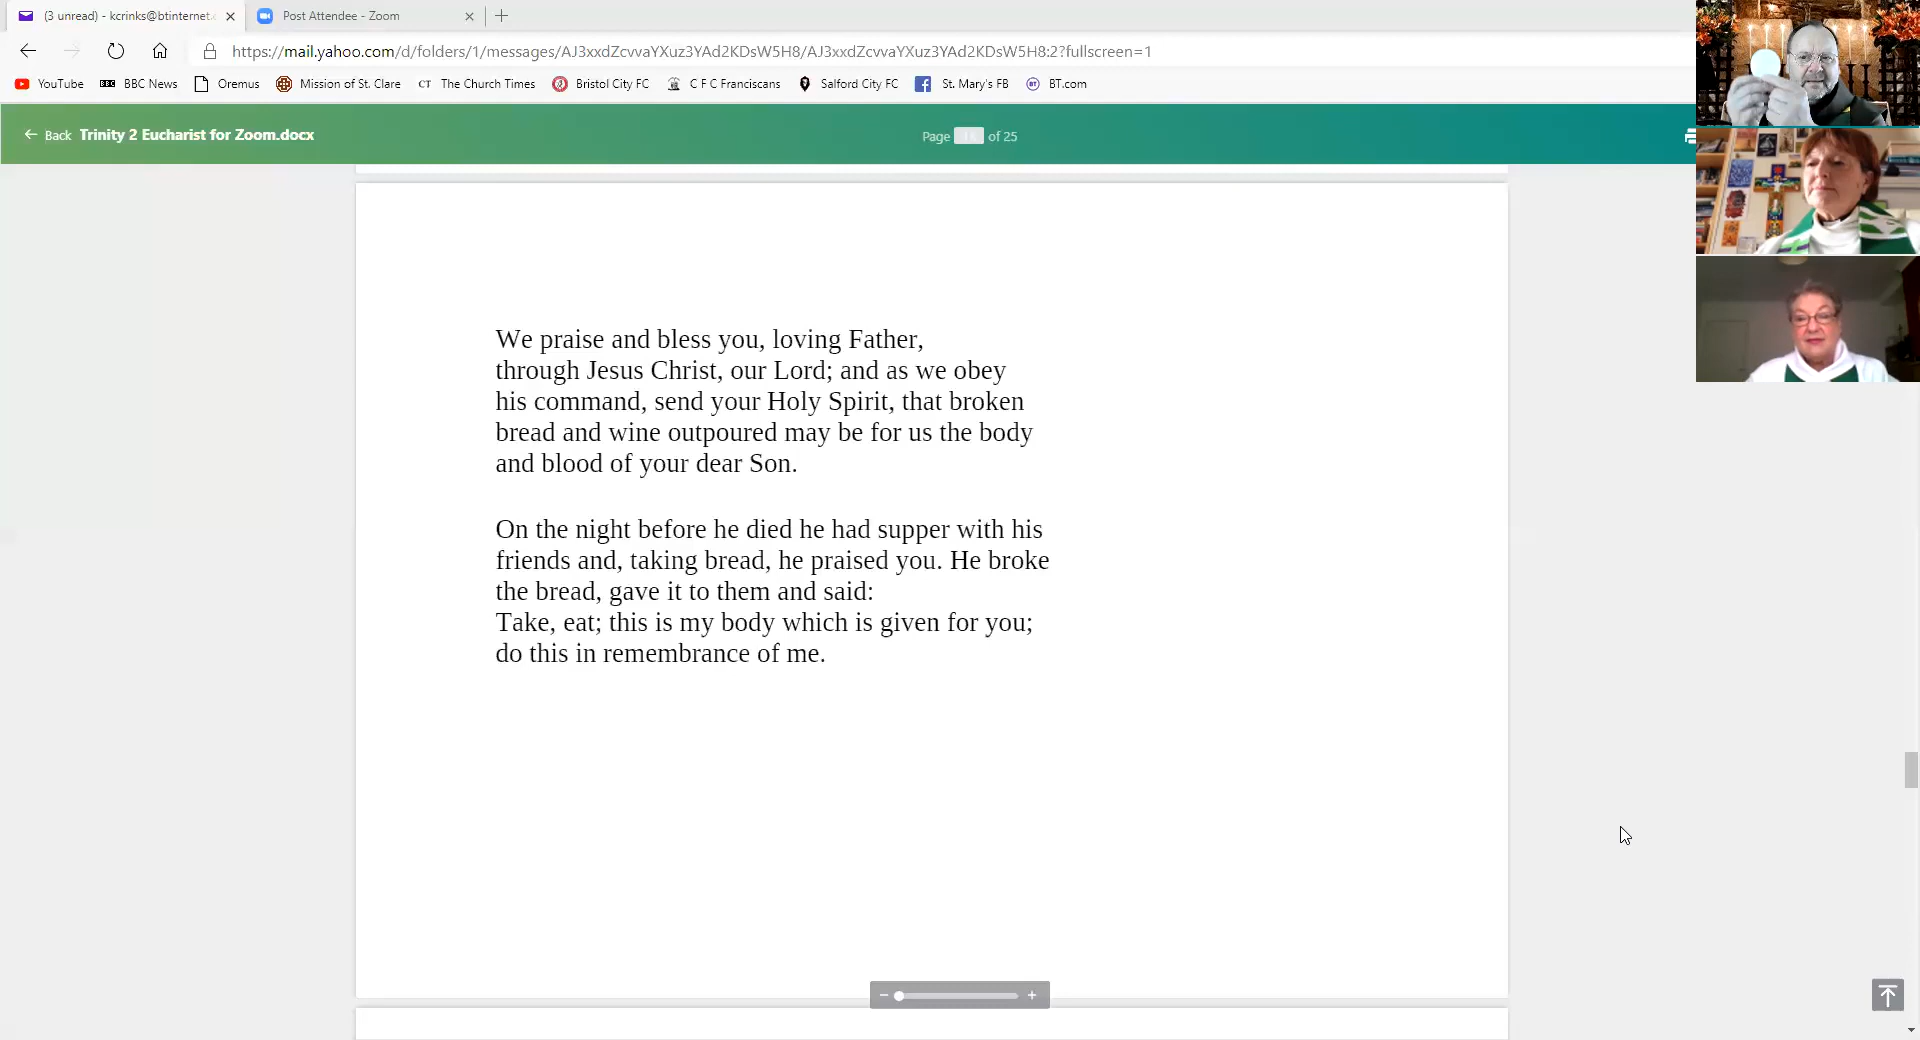 (3 unread) - kcrinks@btinternet.c
Post Attendee - Zoom
https://mail.yahoo.com/d/folders/1/messages/AJ3xxdZcvvaYXuz3YAd2KDsW5H8/AJ3xxdZcvvaYXuz3YAd2KDsW5H8:2?fullscreen=1
YouTube BBC BBC News Oremus Mission of St. Clare CT The Church Times Bristol City FC C F C Franciscans Salford City FC St. Mary's FB BT.com
Back Trinity 2 Eucharist for Zoom.docx Page of 25
We praise and bless you, loving Father,
through Jesus Christ, our Lord; and as we obey
his command, send your Holy Spirit, that broken
bread and wine outpoured may be for us the body
and blood of your dear Son.
On the night before he died he had supper with his
friends and, taking bread, he praised you. He broke
the bread, gave it to them and said:
Take, eat; this is my body which is given for you;
do this in remembrance of me.